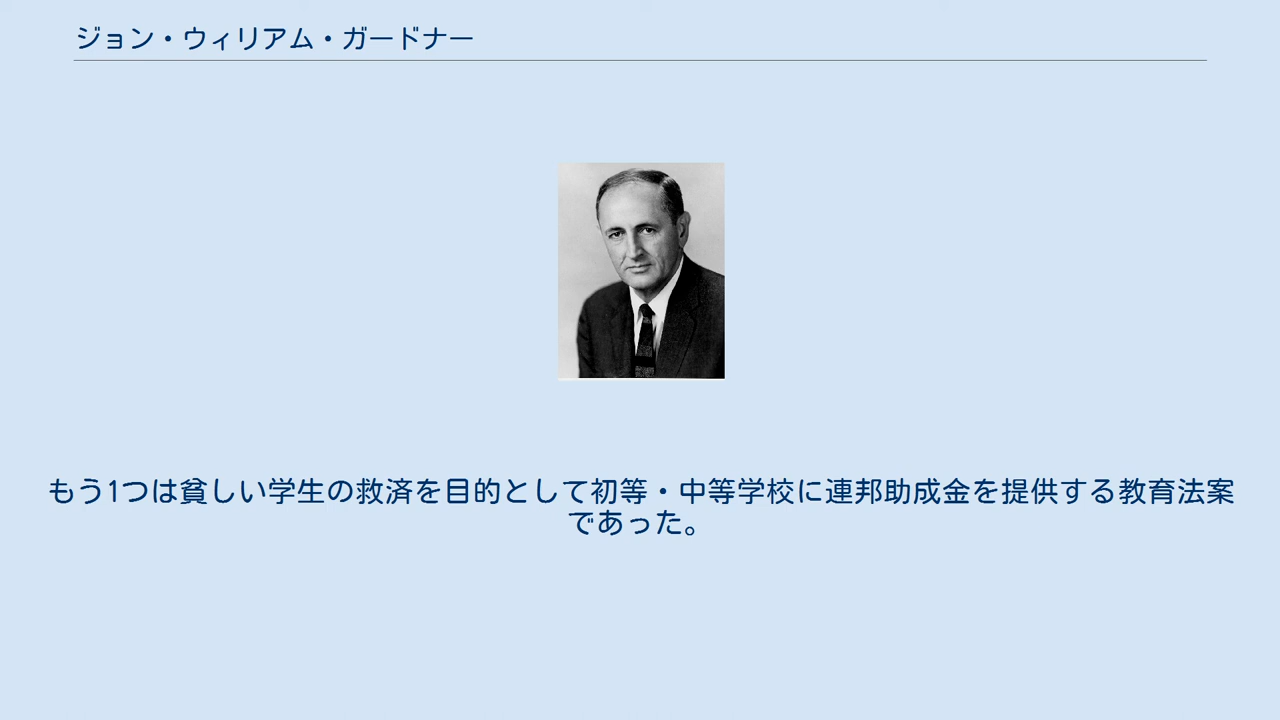 ジョン・ウィリアム・ガードナー
もう1つは貧しい学生の救済を目的として初等・中等学校に連邦助成金を提供する教育法案
であった。